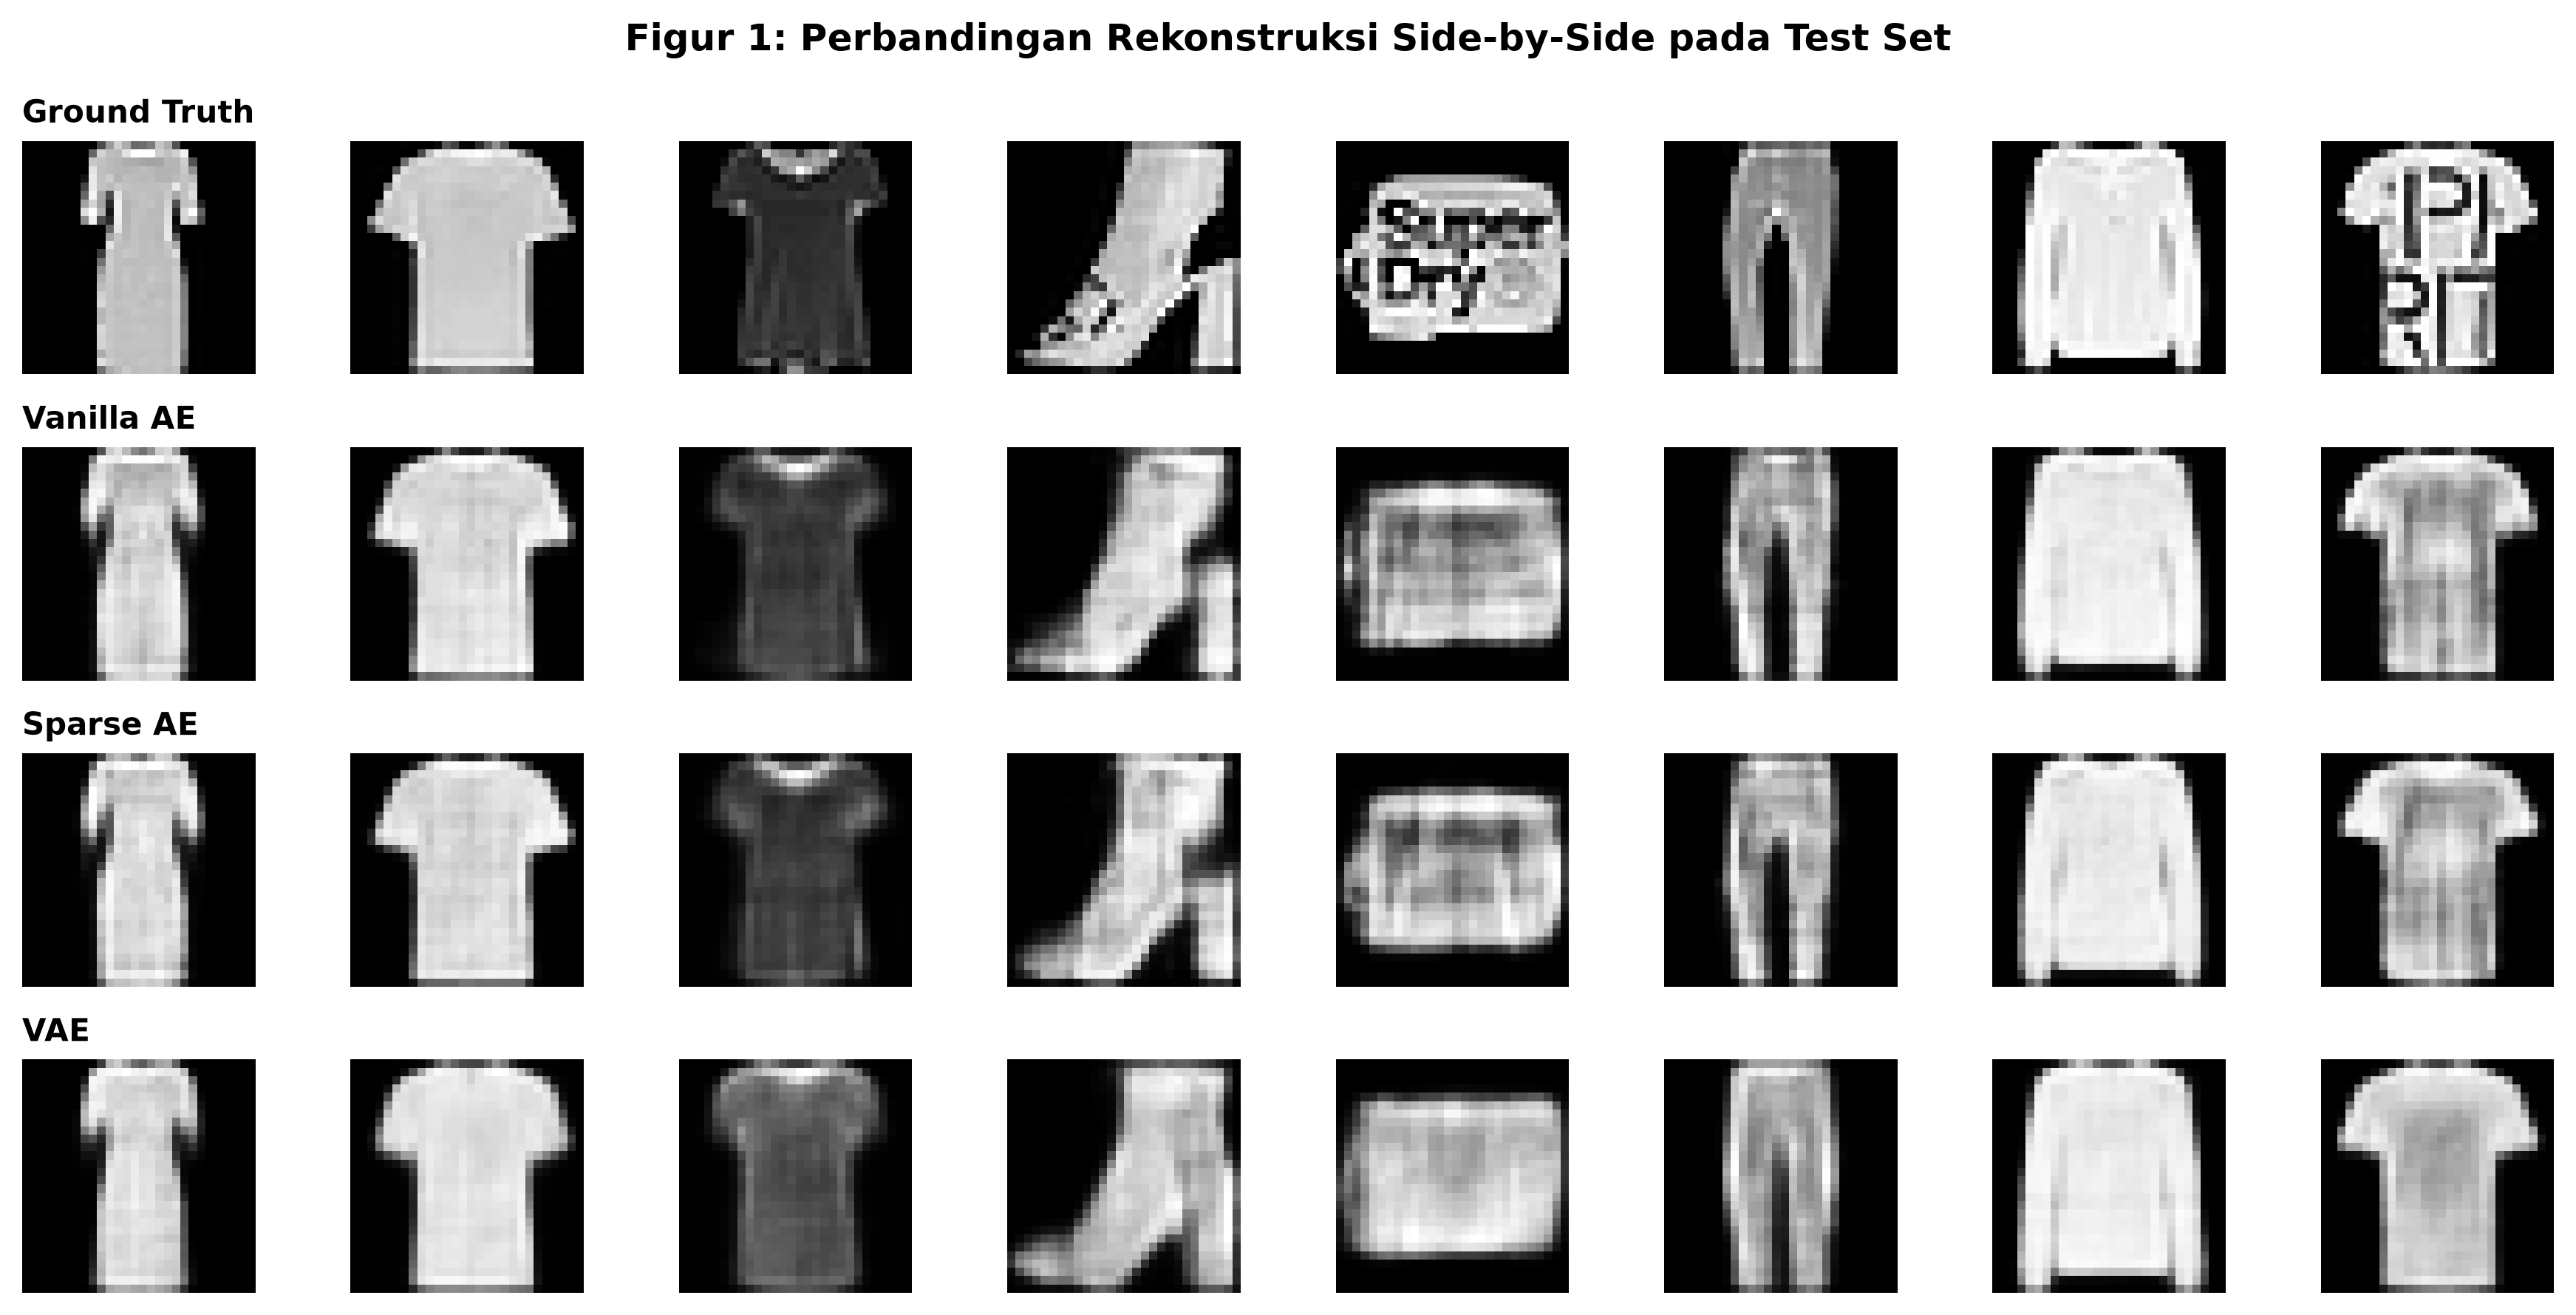 Figur 1: Perbandingan Rekonstruksi Side-by-Side pada Test Set
Ground Truth
Super
Dry
Vanilla AE
Sparse AE
VAE